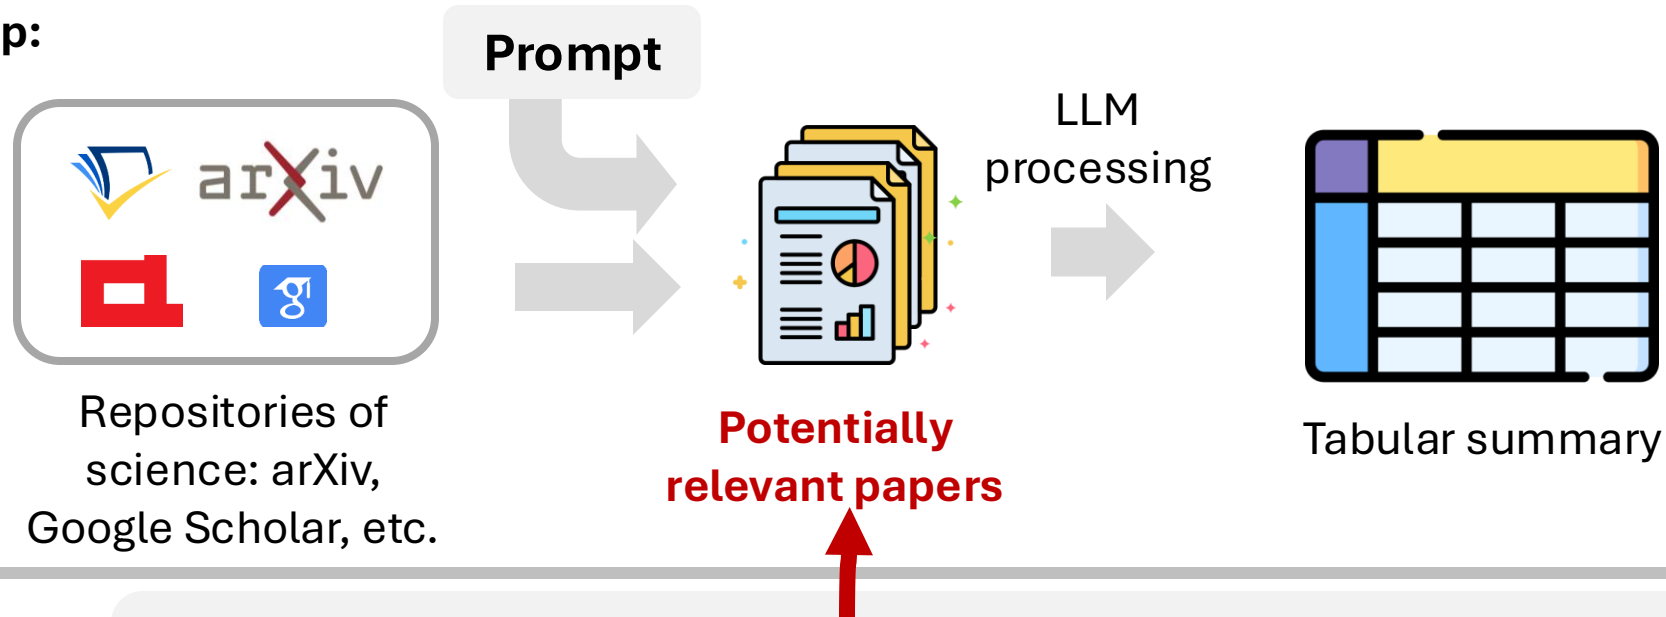 p:
Prompt
arXiv
LLM
processing
Repositories of
science: arXiv,
Google Scholar, etc.
Potentially
relevant papers
Tabular summary